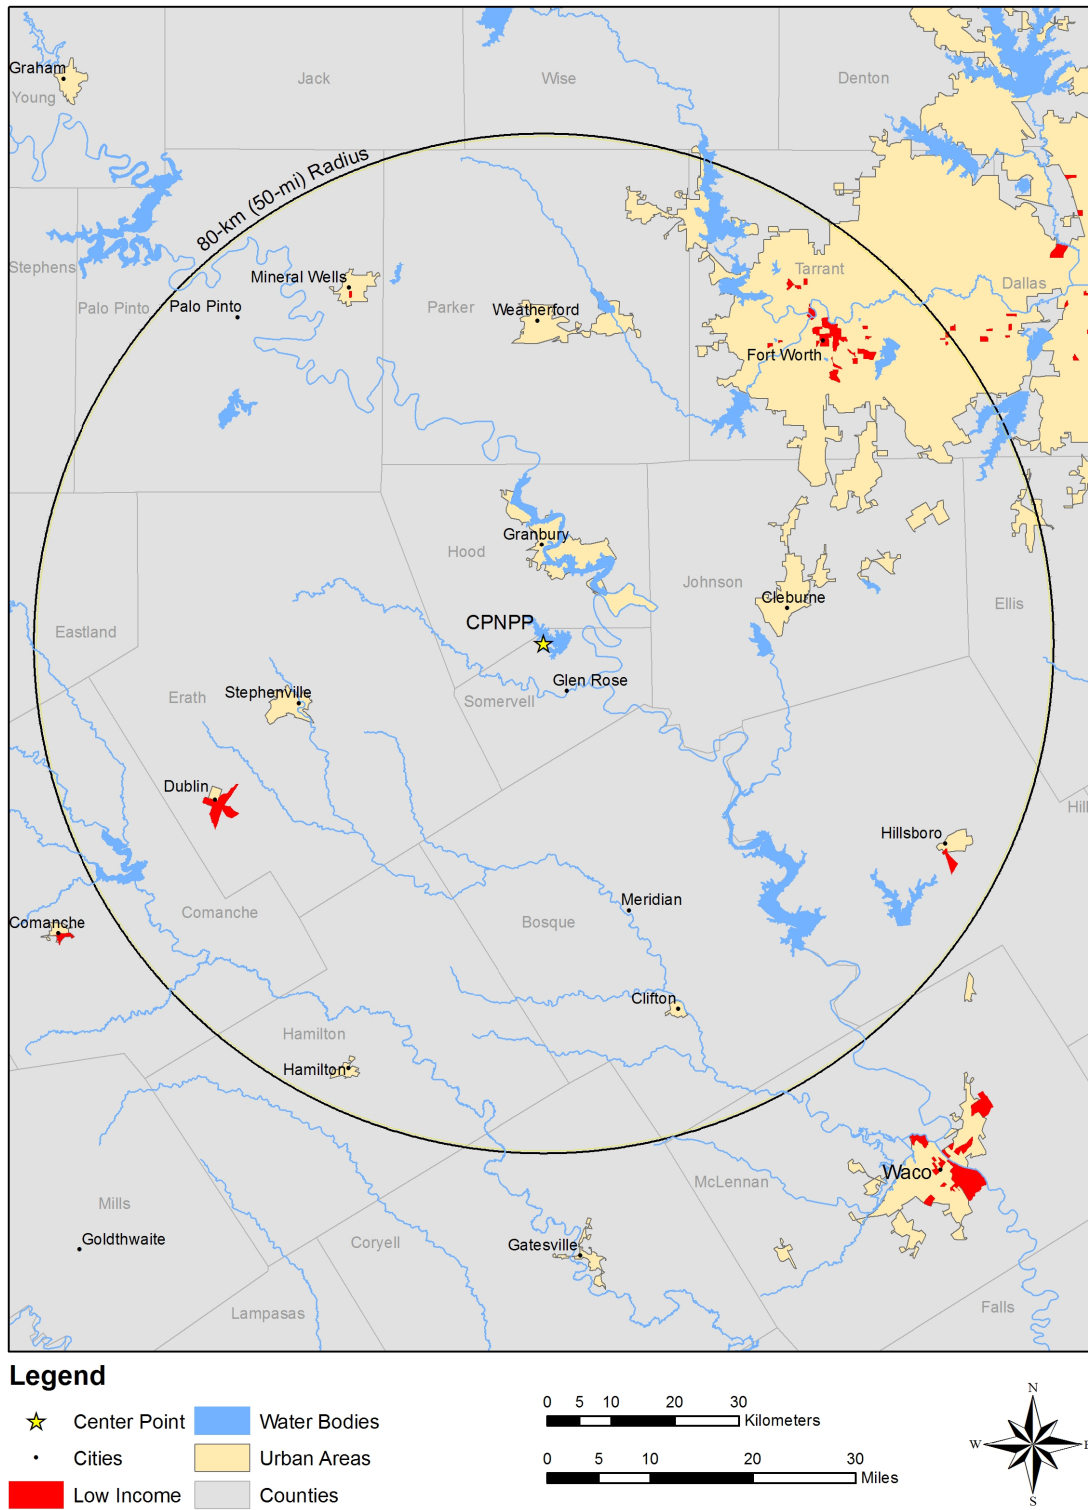 Graham
Young
Jack
Wise
Denton
80-km (50-mi) Radius
Stephens
Mineral Wells
Tarrant
Dallas
Palo Pinto
Palo Pinto
Parker
Weatherford
Fort Worth
Granbury
Hood
Johnson
Cleburne
Ellis
CPNPP
Eastland
Glen Rose
Erath
Stephenville
Somervell
Dublin
Hill
Hillsboro
Comanche
Comanche
Meridian
Bosque
Clifton
Hamilton
Hamilton
Waco
McLennan
Mills
Goldthwaite
Coryell
Gatesville
Lampasas
Falls
Legend
Center Point
Water Bodies
Cities
Urban Areas
Low Income
Counties
0 5 10 20 30
Kilometers
0 5 10 20 30
Miles
N
W E
S